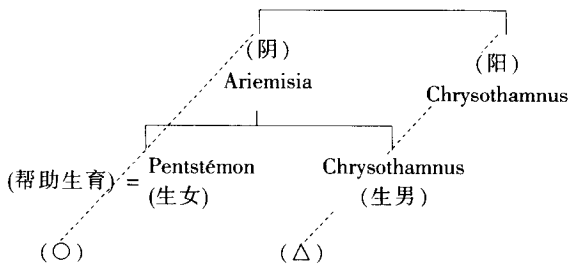 (阴) (阳)
Ariemisia
Chrysothamnus
Pentstémon Chrysothamnus
(帮助生育) =
(生女) (生男)
(○) (△)